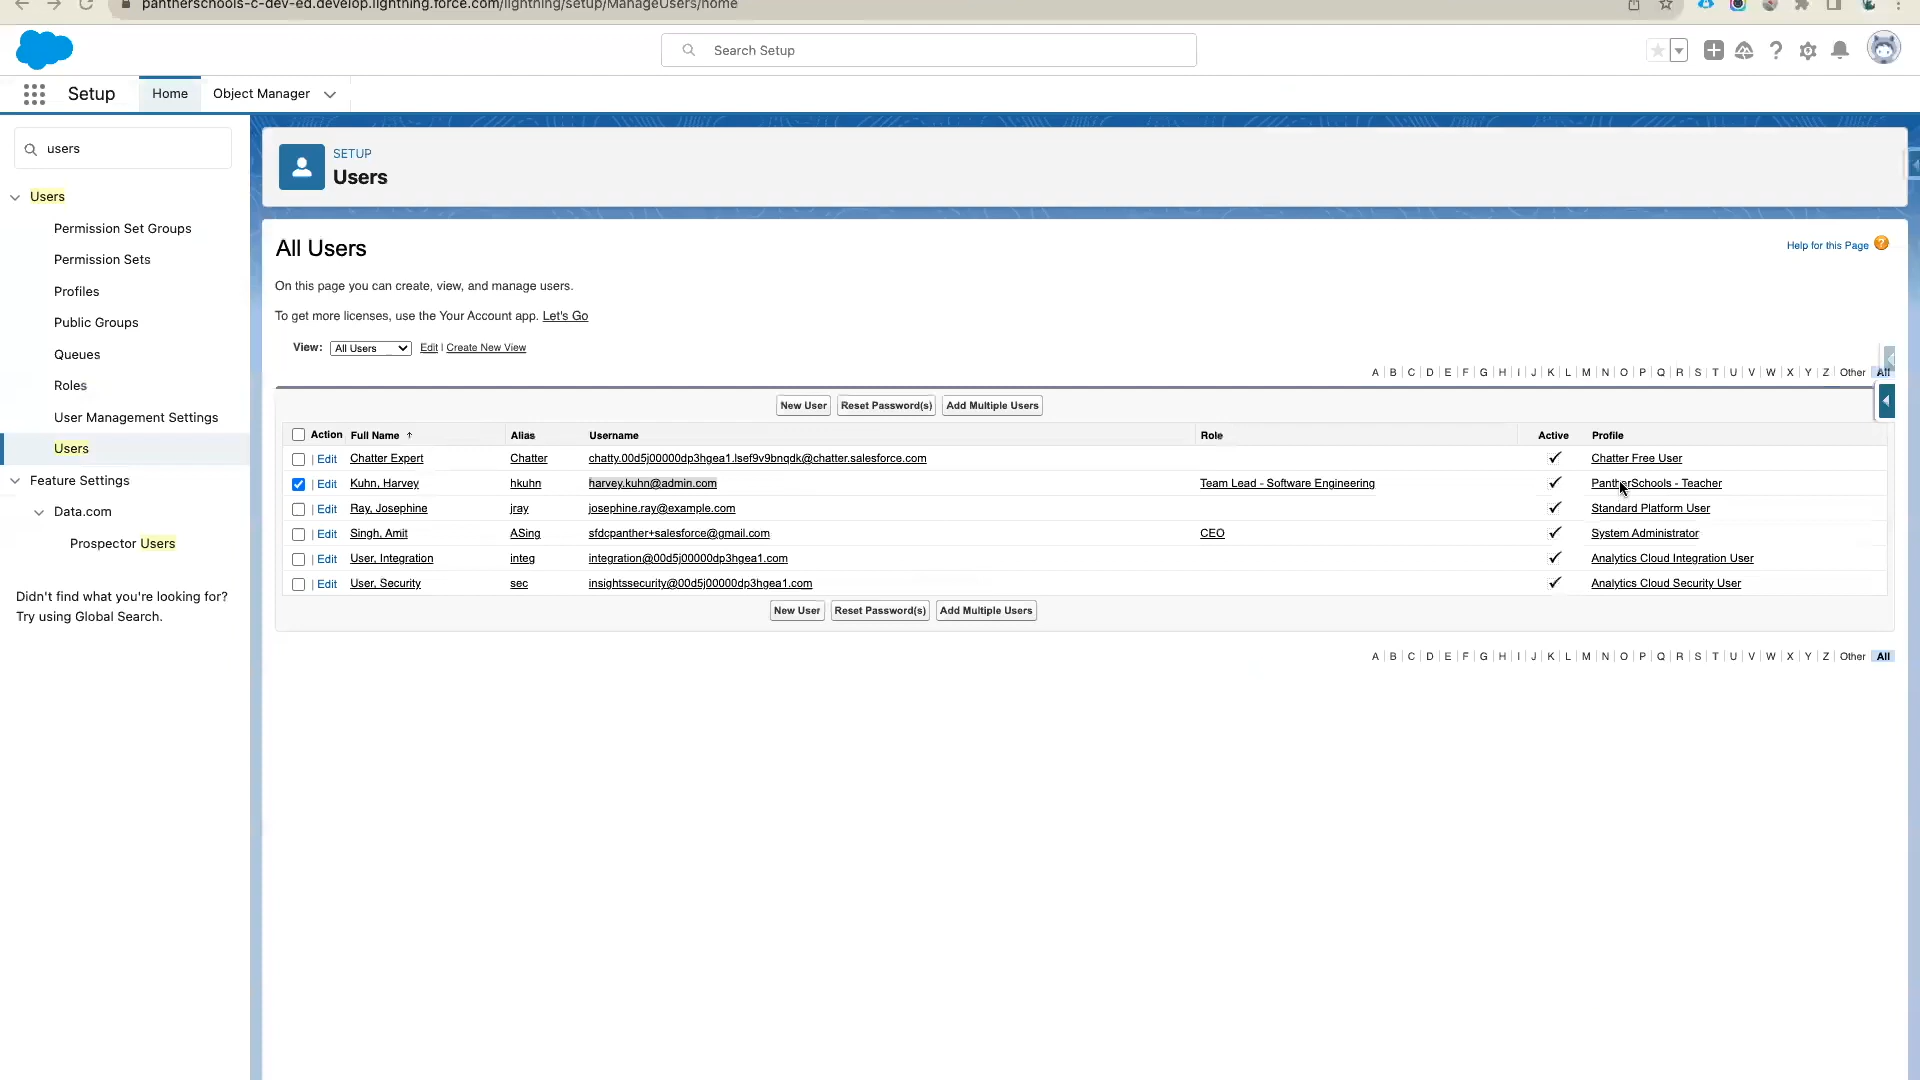 pantherschools-c-dev-ed.develop.lightning.force.com/lightning/setup/ManageUsers/home
Search Setup
Setup
Home
Object Manager
users
SETUP
Users
Users
Permission Set Groups
Permission Sets
Profiles
Public Groups
Queues
Roles
User Management Settings
Users
Feature Settings
Data.com
Prospector Users
Didn't find what you're looking for?
Try using Global Search.
All Users
Help for this Page ?
On this page you can create, view, and manage users.
To get more licenses, use the Your Account app. Let's Go
View: All Users Edit | Create New View
A | B | C | D | E | F | G | H | I | J | K | L | M | N | O | P | Q | R | S | T | U | V | W | X | Y | Z | Other All
New User Reset Password(s) Add Multiple Users
Action Full Name ↑ Alias Username Role Active Profile
| Edit Chatter Expert Chatter chatty.00d5j00000dp3hgea1.lsef9v9bnqdk@chatter.salesforce.com ✓ Chatter Free User
| Edit Kuhn, Harvey hkuhn harvey.kuhn@admin.com Team Lead - Software Engineering ✓ PantherSchools - Teacher
| Edit Ray, Josephine jray josephine.ray@example.com ✓ Standard Platform User
| Edit Singh, Amit ASing sfdcpanther+salesforce@gmail.com CEO ✓ System Administrator
| Edit User, Integration integ integration@00d5j00000dp3hgea1.com ✓ Analytics Cloud Integration User
| Edit User, Security sec insightssecurity@00d5j00000dp3hgea1.com ✓ Analytics Cloud Security User
New User Reset Password(s) Add Multiple Users
A | B | C | D | E | F | G | H | I | J | K | L | M | N | O | P | Q | R | S | T | U | V | W | X | Y | Z | Other All